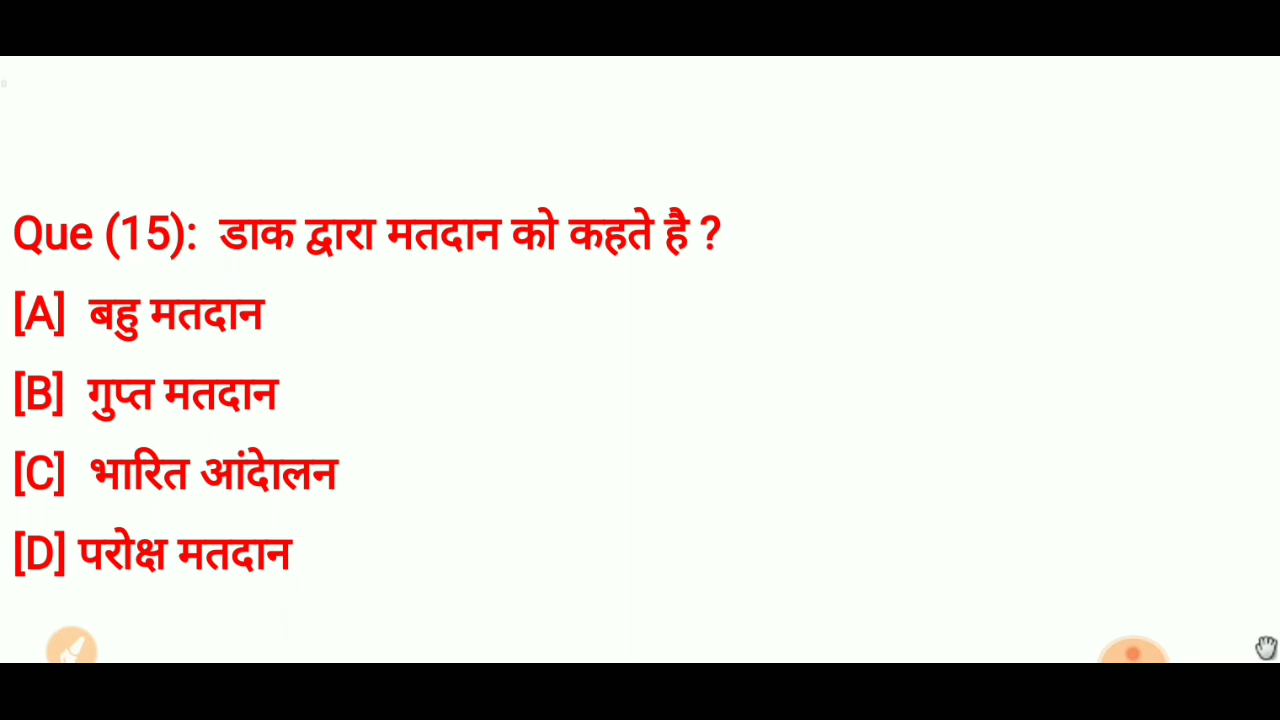 Que (15): डाक द्वारा मतदान को कहते है ?
[A] बहु मतदान
[B] गुप्त मतदान
[C] भारित आंदेालन
[D] परोक्ष मतदान